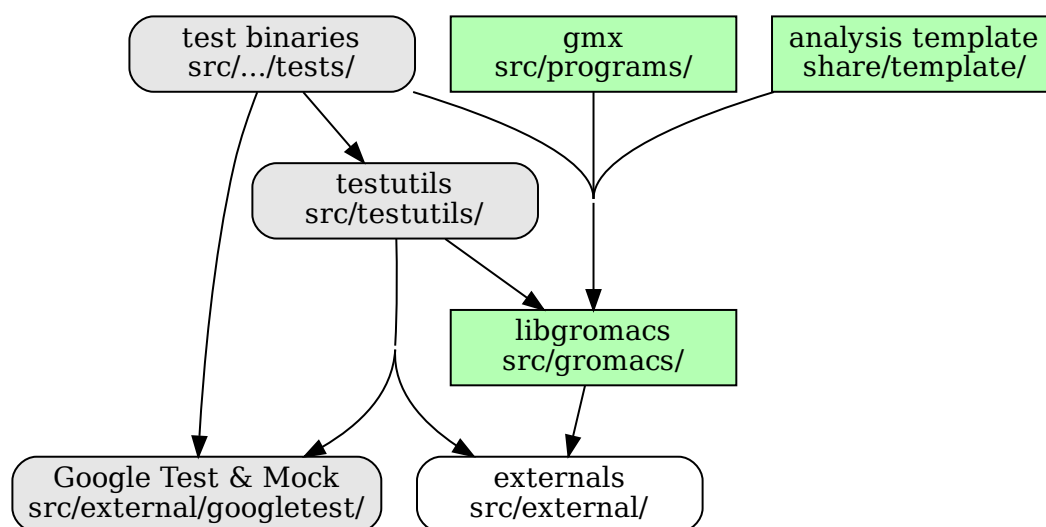 test binaries
src/.../tests/
gmx
src/programs/
analysis template
share/template/
testutils
src/testutils/
libgromacs
src/gromacs/
Google Test & Mock
src/external/googletest/
externals
src/external/